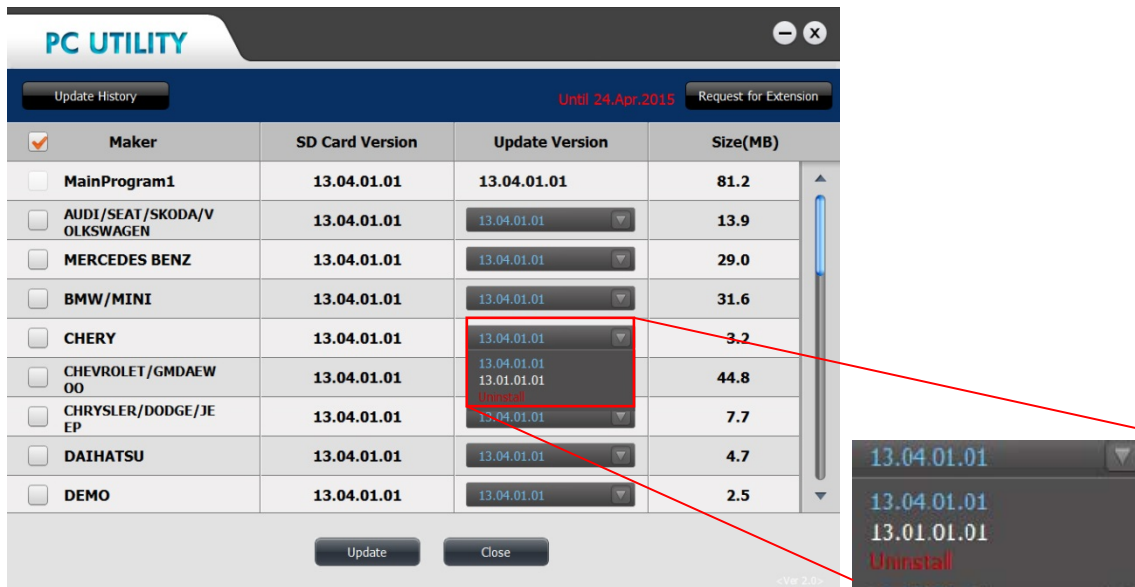 PC UTILITY
Update History
Until 24.Apr.2015
Request for Extension
Maker SD Card Version Update Version Size(MB)
MainProgram1 13.04.01.01 13.04.01.01 81.2
AUDI/SEAT/SKODA/V
OLKSWAGEN 13.04.01.01 13.04.01.01 13.9
MERCEDES BENZ 13.04.01.01 13.04.01.01 29.0
BMW/MINI 13.04.01.01 13.04.01.01 31.6
CHERY 13.04.01.01 13.04.01.01 3.2
13.04.01.01
13.01.01.01
Uninstall
CHEVROLET/GMDAEW
OO 13.04.01.01 44.8
CHRYSLER/DODGE/JE
EP 13.04.01.01 13.04.01.01 7.7
DAIHATSU 13.04.01.01 13.04.01.01 4.7
DEMO 13.04.01.01 13.04.01.01 2.5
Update Close
<Ver 2.0>
13.04.01.01
13.04.01.01
13.01.01.01
Uninstall